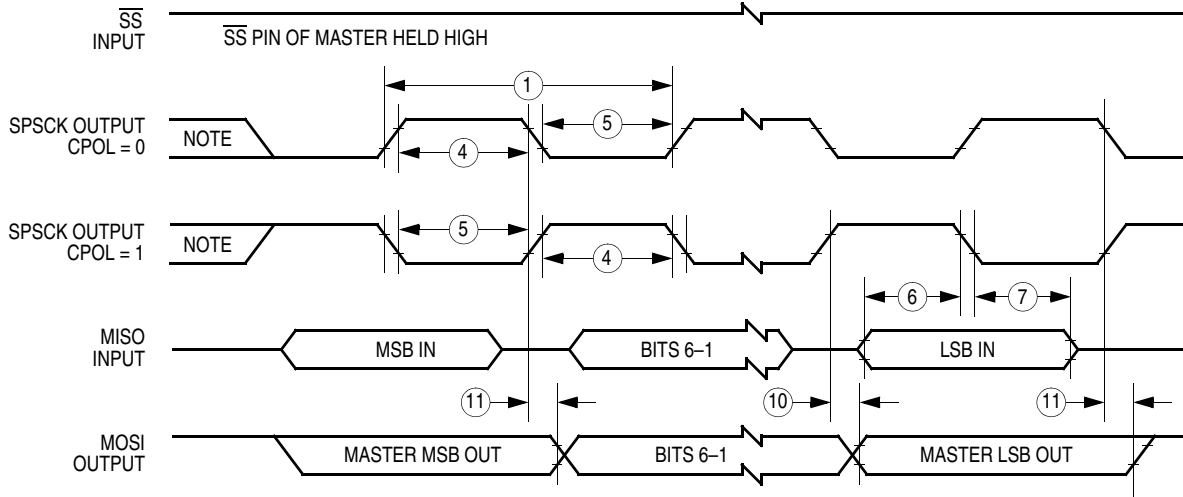 SS
INPUT
SS PIN OF MASTER HELD HIGH
1
SPSCK OUTPUT
CPOL = 0
NOTE
5
4
SPSCK OUTPUT
CPOL = 1
NOTE
5
4
6
7
MISO
INPUT
MSB IN
BITS 6–1
LSB IN
11
10
11
MOSI
OUTPUT
MASTER MSB OUT
BITS 6–1
MASTER LSB OUT